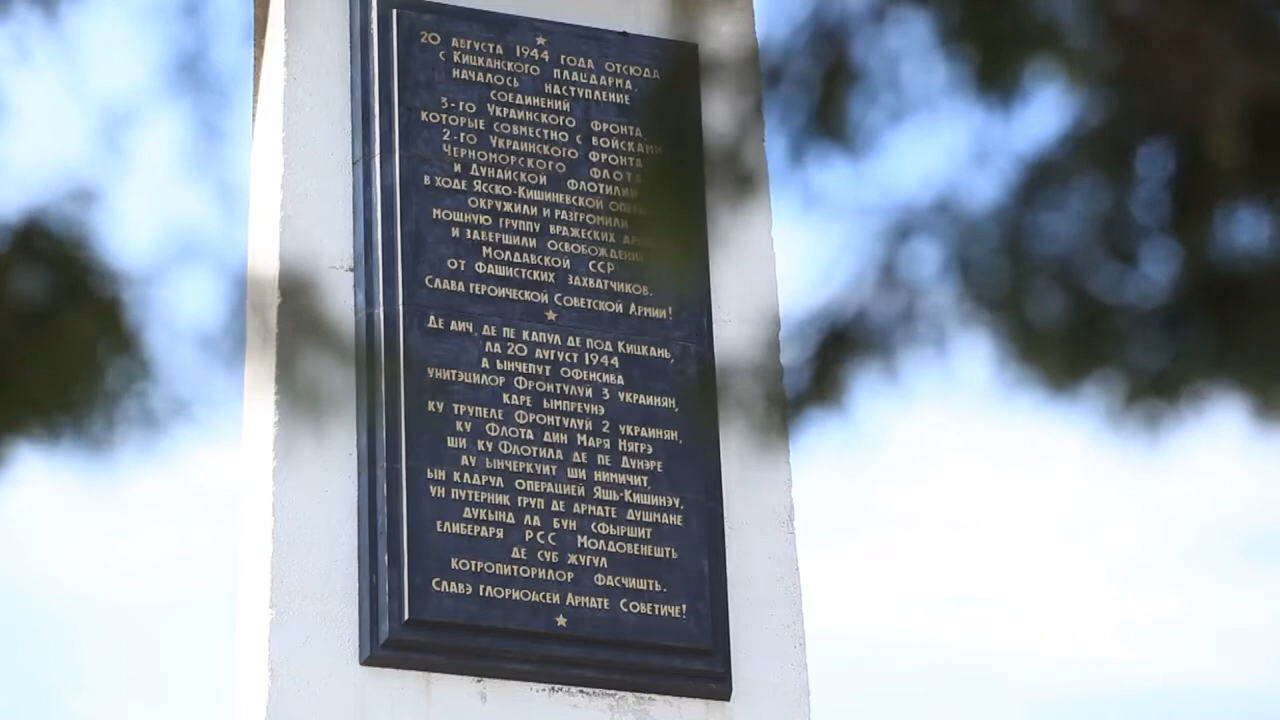 20 АВГУСТА 1944 ГОДА ОТСЮДА
С КИЦКАНСКОГО ПЛАЦДАРМА
НАЧАЛОСЬ НАСТУПЛЕНИЕ
СОЕДИНЕНИЙ
3-ГО УКРАИНСКОГО ФРОНТА,
КОТОРЫЕ СОВМЕСТНО С ВОЙСКАМИ
2-ГО УКРАИНСКОГО ФРОНТА
ЧЕРНОМОРСКОГО ФЛОТА
И ДУНАЙСКОЙ ФЛОТИЛИИ
В ХОДЕ ЯССКО-КИШИНЕВСКОЙ
ОКРУЖИЛИ И РАЗГРОМИЛИ
МОЩНУЮ ГРУППУ ВРАЖЕСКИХ
И ЗАВЕРШИЛИ ОСВОБОЖДЕНИЕ
МОЛДАВСКОЙ ССР
ОТ ФАШИСТСКИХ ЗАХВАТЧИКОВ.
СЛАВА ГЕРОИЧЕСКОЙ СОВЕТСКОЙ АРМИИ!
ДЕ АИЧ, ДЕ ПЕ КАПУЛ ДЕ ПОД КИЦКАНЬ,
ЛА 20 АУГУСТ 1944
А ЫНЧЕПУТ ОФЕНСИВА
УНИТЭЦИЛОР ФРОНТУЛУЙ 3 УКРАИНЯН,
КАРЕ ЫМПРЕУНЭ
КУ ТРУПЕЛЕ ФРОНТУЛУЙ 2 УКРАИНЯН,
КУ ФЛОТА ДИН МАРЯ НЯГРЭ
ШИ КУ ФЛОТИЛА ДЕ ПЕ ДУНЭРЕ
АУ ЫНЧЕРКУИТ ШИ НИМИЧИТ,
ЫН КАДРУЛ ОПЕРАЦИЕЙ ЯШЬ-КИШИНЭУ,
УН ПУТЕРНИК ГРУП ДЕ АРМАТЕ ДУШМАНЕ
ДУКЫНД ЛА БУН СФЫРШИТ
ЕЛИБЕРАРЯ РСС МОЛДОВЕНЕШТЬ
ДЕ СУБ ЖУГУЛ
КОТРОПИТОРИЛОР ФАСЧИШТЬ.
СЛАВЭ ГЛОРИОАСЕЙ АРМАТЕ СОВЕТИЧЕ!